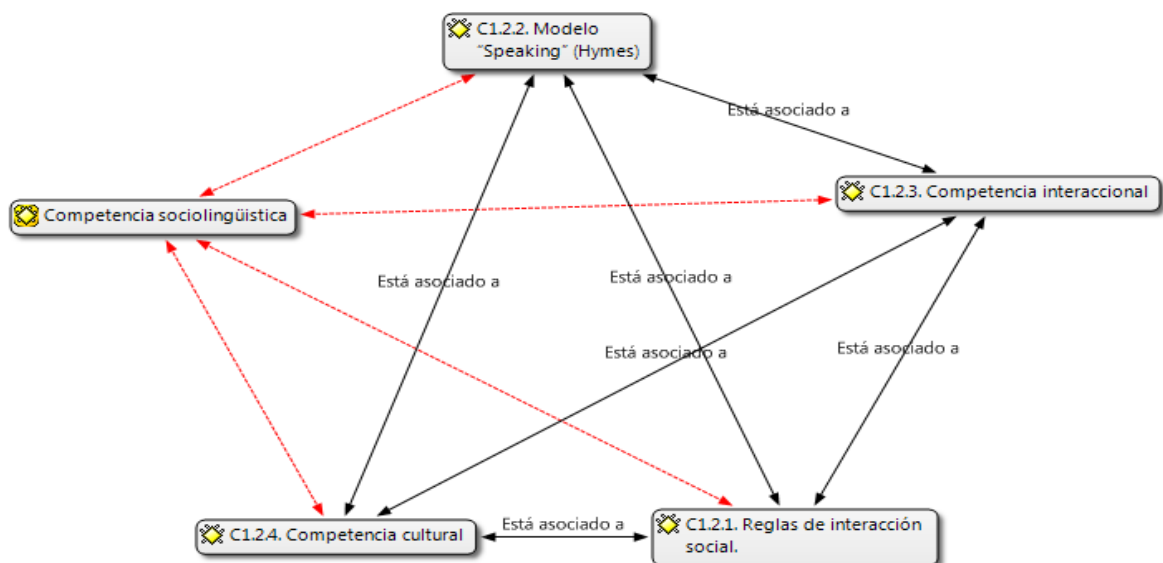 C1.2.2. Modelo
“Speaking” (Hymes)
Está asociado a
C1.2.3. Competencia interaccional
Competencia sociolingüística
Está asociado a
Está asociado a
Está asociado a
Está asociado a
C1.2.4. Competencia cultural
Está asociado a
C1.2.1. Reglas de interacción
social.